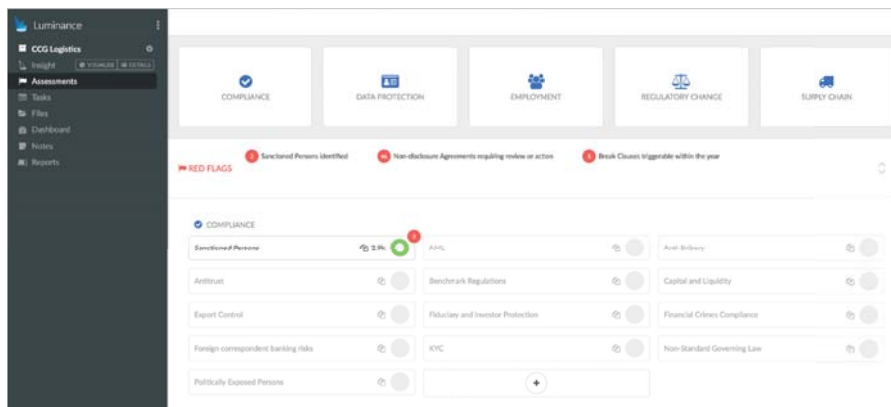 Luminance
CCG Logistics
Insight VISUALISE DETAILS
Assessments
Tasks
Files
Dashboard
Notes
Reports
COMPLIANCE
DATA PROTECTION
EMPLOYMENT
REGULATORY CHANGE
SUPPLY CHAIN
RED FLAGS
Sanctioned Persons identified
Non-disclosure Agreements requiring review or action
Break Clauses triggerable within the year
COMPLIANCE
Sanctioned Persons
AML
Anti-Bribery
Antitrust
Benchmark Regulations
Capital and Liquidity
Export Control
Fiduciary and Investor Protection
Financial Crimes Compliance
Foreign correspondent banking risks
KYC
Non-Standard Governing Law
Politically Exposed Persons